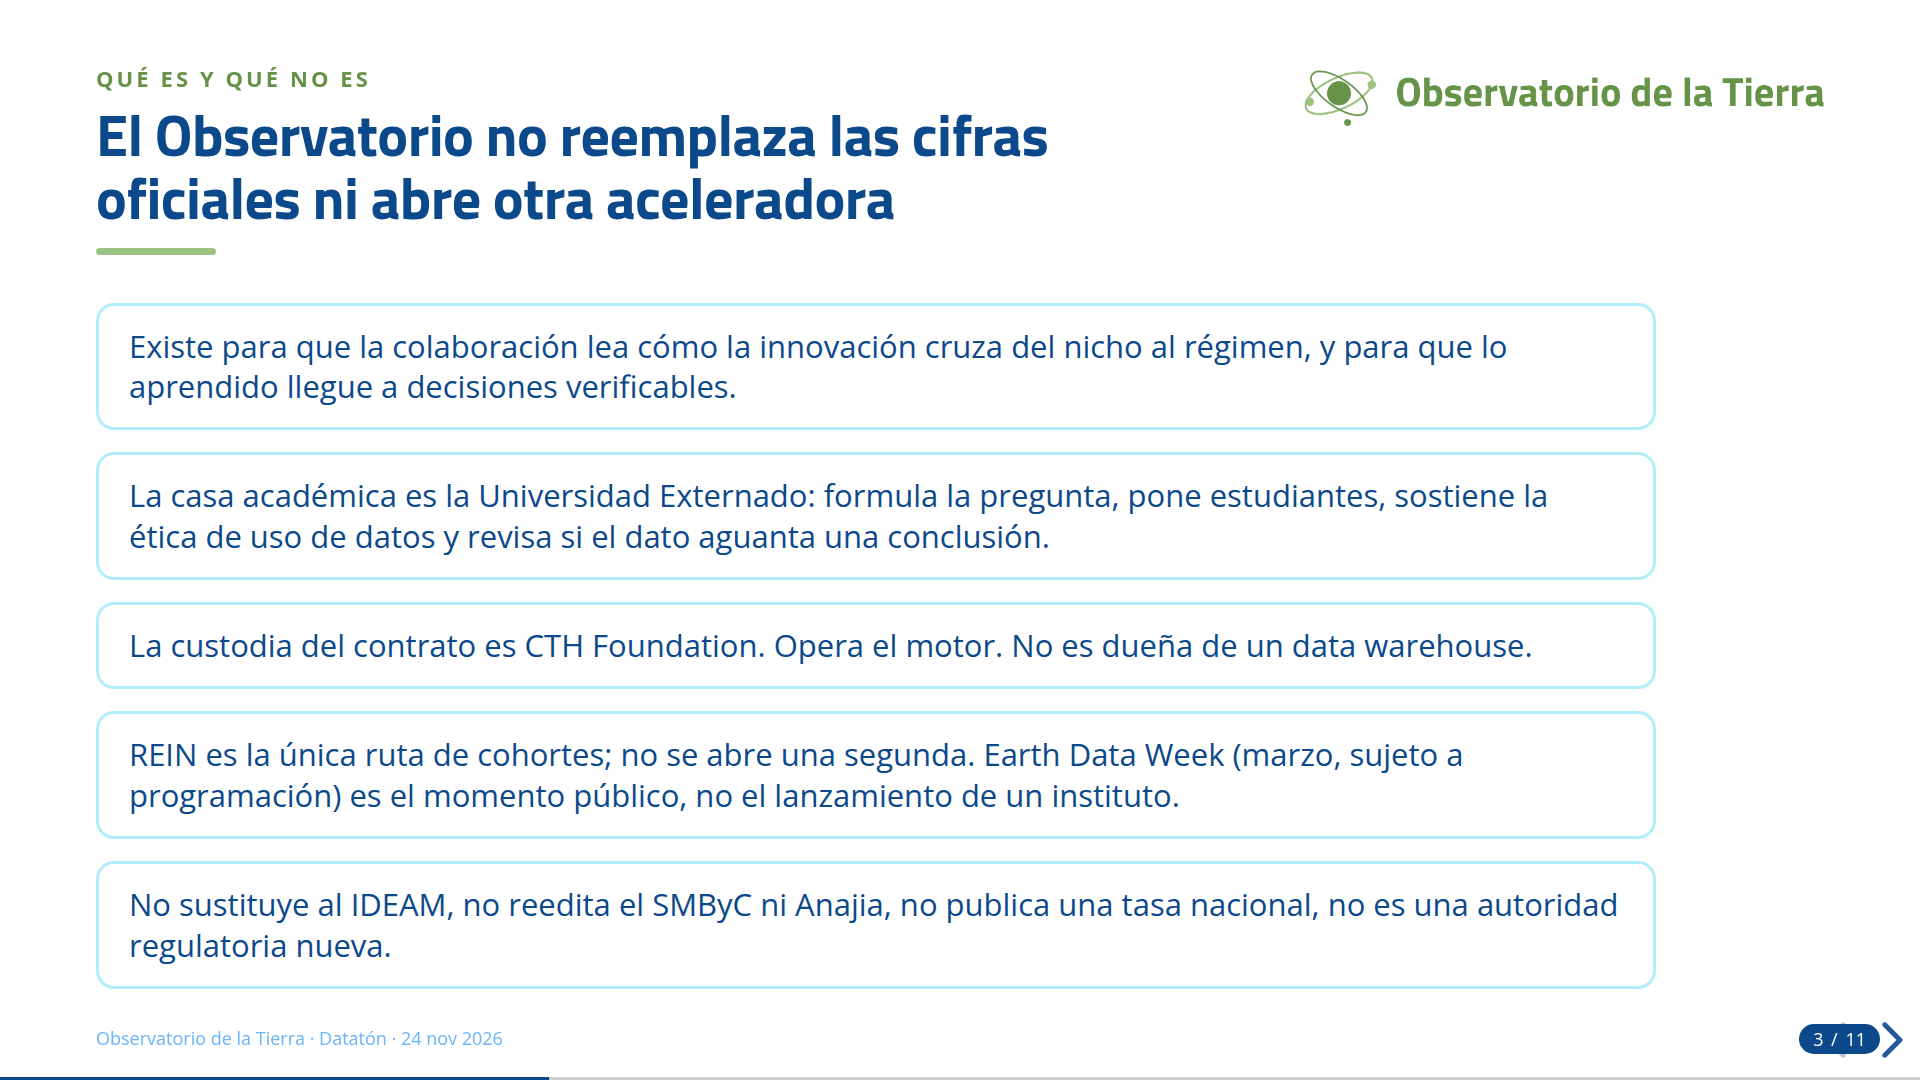 QUÉ ES Y QUÉ NO ES
Observatorio de la Tierra
El Observatorio no reemplaza las cifras
oficiales ni abre otra aceleradora
Existe para que la colaboración lea cómo la innovación cruza del nicho al régimen, y para que lo
aprendido llegue a decisiones verificables.
La casa académica es la Universidad Externado: formula la pregunta, pone estudiantes, sostiene la
ética de uso de datos y revisa si el dato aguanta una conclusión.
La custodia del contrato es CTH Foundation. Opera el motor. No es dueña de un data warehouse.
REIN es la única ruta de cohortes; no se abre una segunda. Earth Data Week (marzo, sujeto a
programación) es el momento público, no el lanzamiento de un instituto.
No sustituye al IDEAM, no reedita el SMByC ni Anajia, no publica una tasa nacional, no es una autoridad
regulatoria nueva.
Observatorio de la Tierra · Datatón · 24 nov 2026
3 / 11